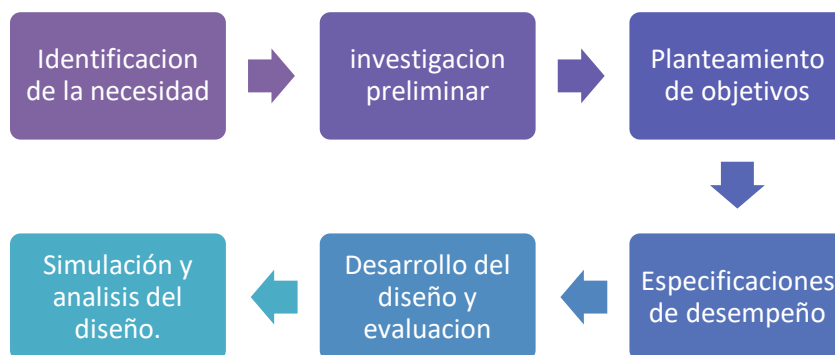 Identificacion
de la necesidad
investigacion
preliminar
Planteamiento
de objetivos
Especificaciones
de desempeño
Desarrollo del
diseño y
evaluacion
Simulación y
analisis del
diseño.